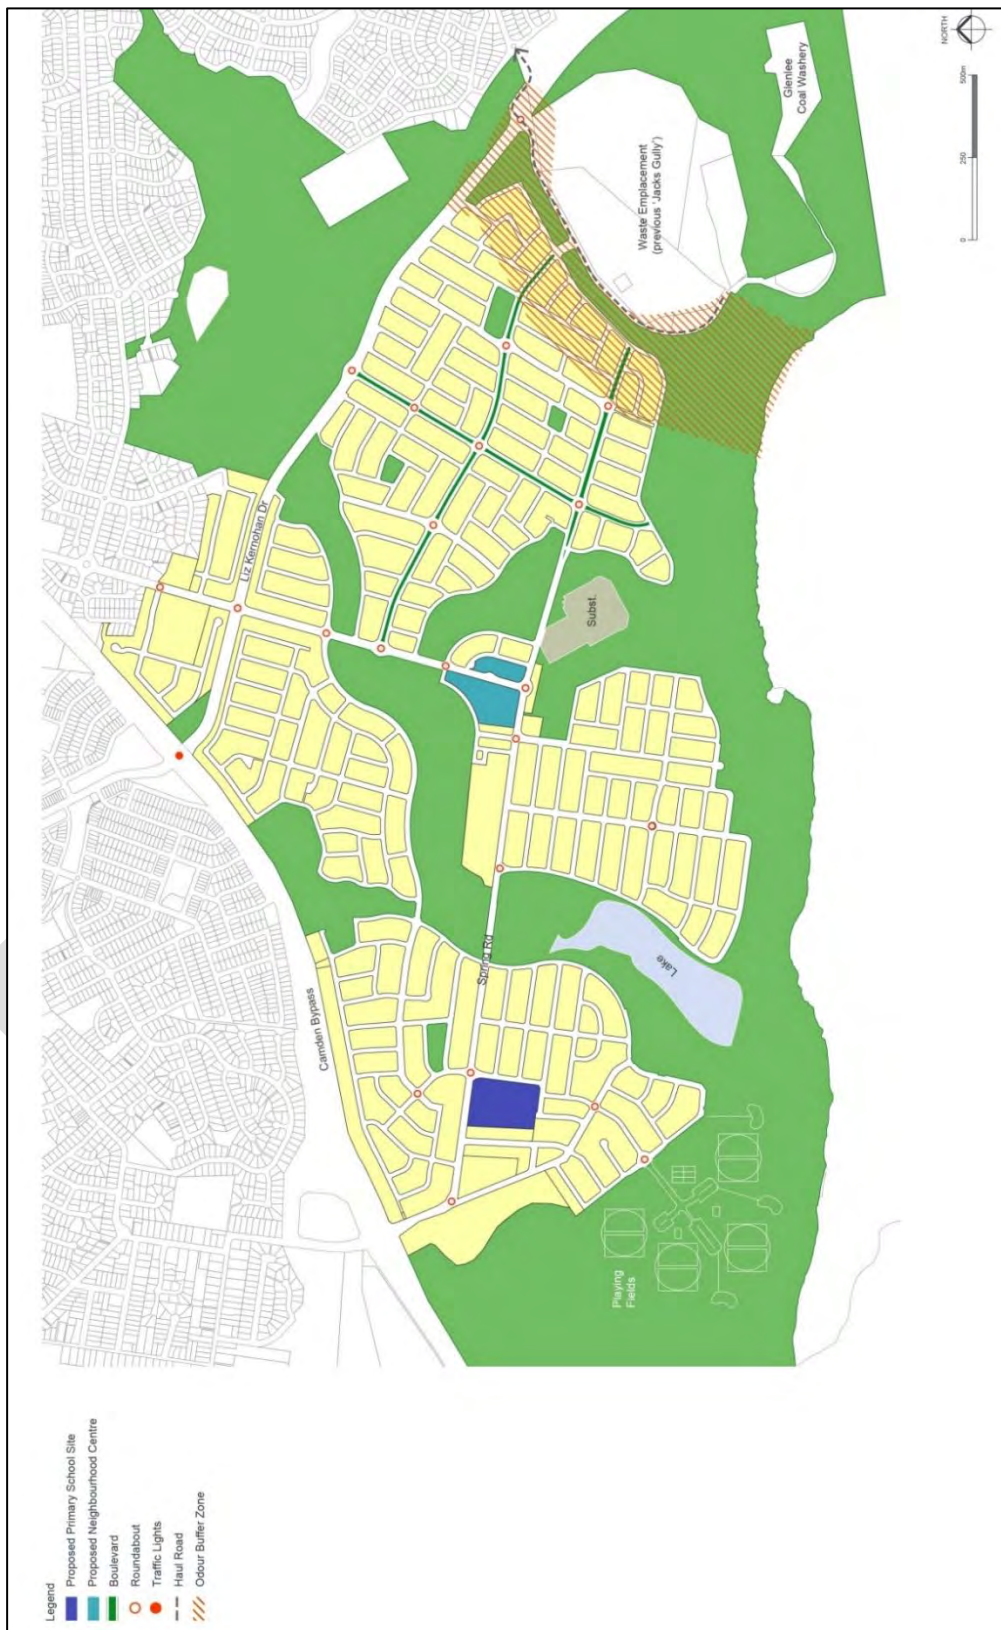 Legend
Proposed Primary School Site
Proposed Neighbourhood Centre
Boulevard
Roundabout
Traffic Lights
Haul Road
Odour Buffer Zone
Camden Bypass
Liz Kernohan Dr
Spring Rd
Lake
Subst.
Playing
Fields
Waste Emplacement
(previous 'Jacks Gully')
Glenlee
Coal Washery
NORTH
0
250
500m